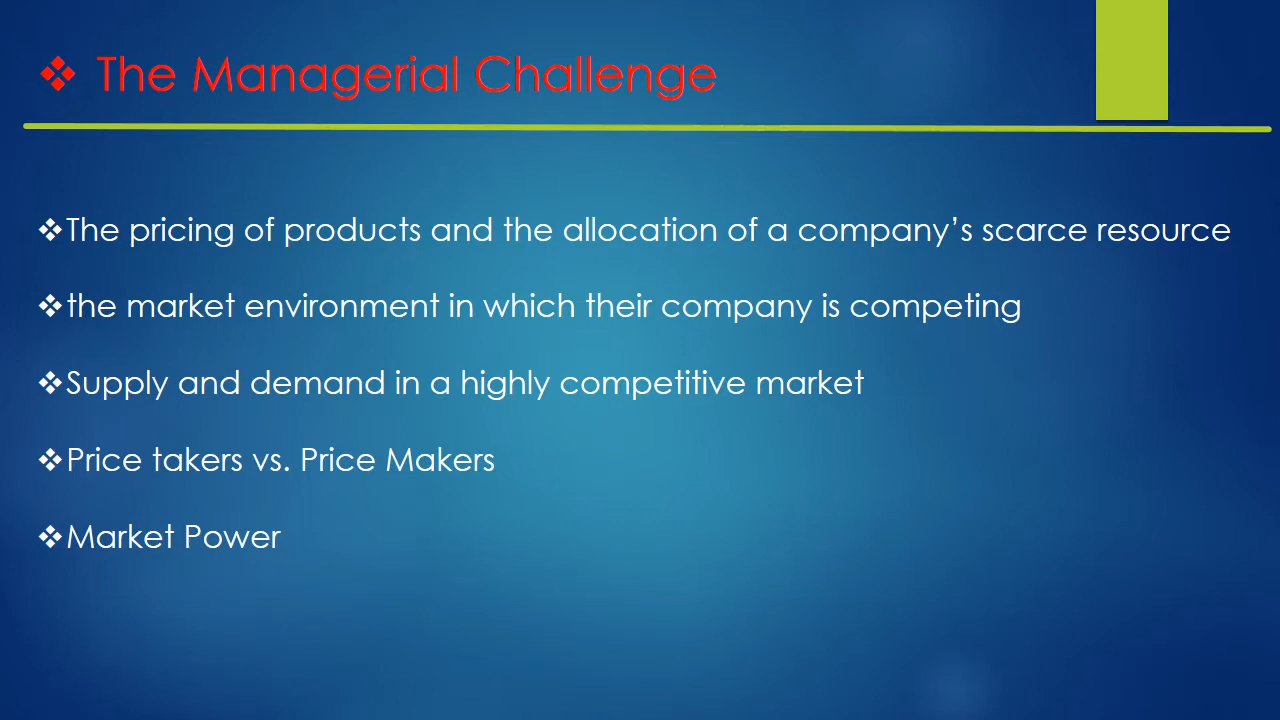 ❖ The Managerial Challenge
❖The pricing of products and the allocation of a company’s scarce resource
❖the market environment in which their company is competing
❖Supply and demand in a highly competitive market
❖Price takers vs. Price Makers
❖Market Power